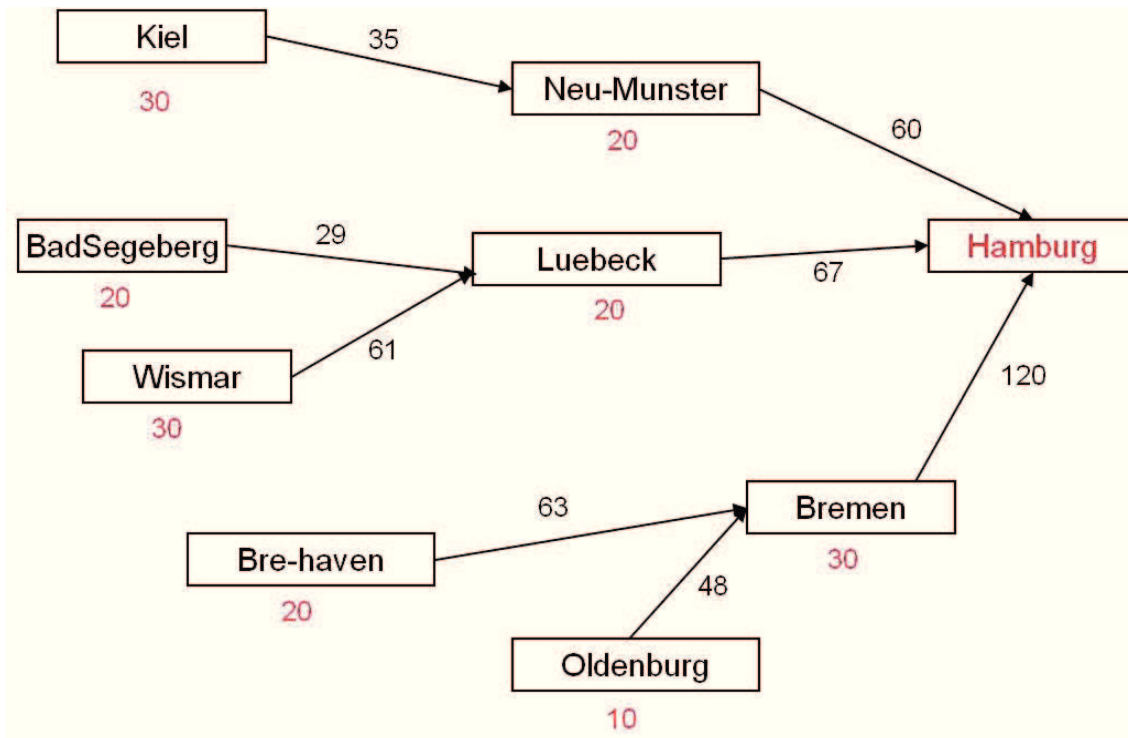 Kiel
35
30
Neu-Munster
20
60
BadSegeberg
29
20
Luebeck
67
20
Hamburg
Wismar
61
30
120
Bre-haven
63
20
Bremen
30
48
Oldenburg
10